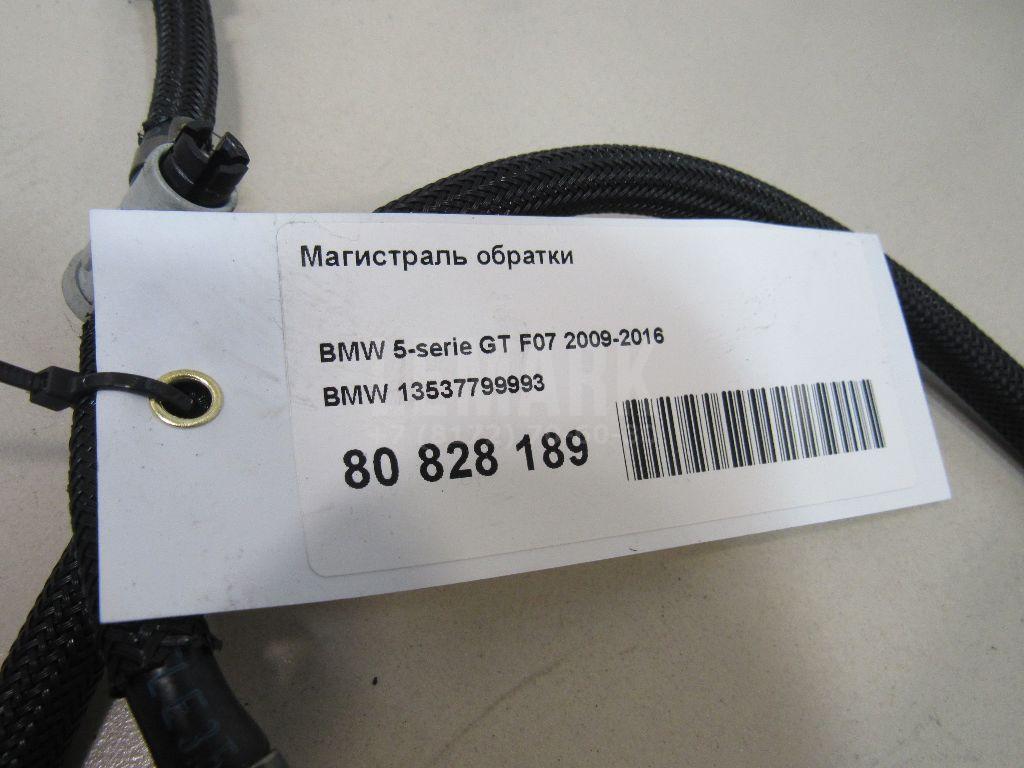 Магистраль обратки
BMW 5-serie GT F07 2009-2016
BMW 13537799993
80 828 189